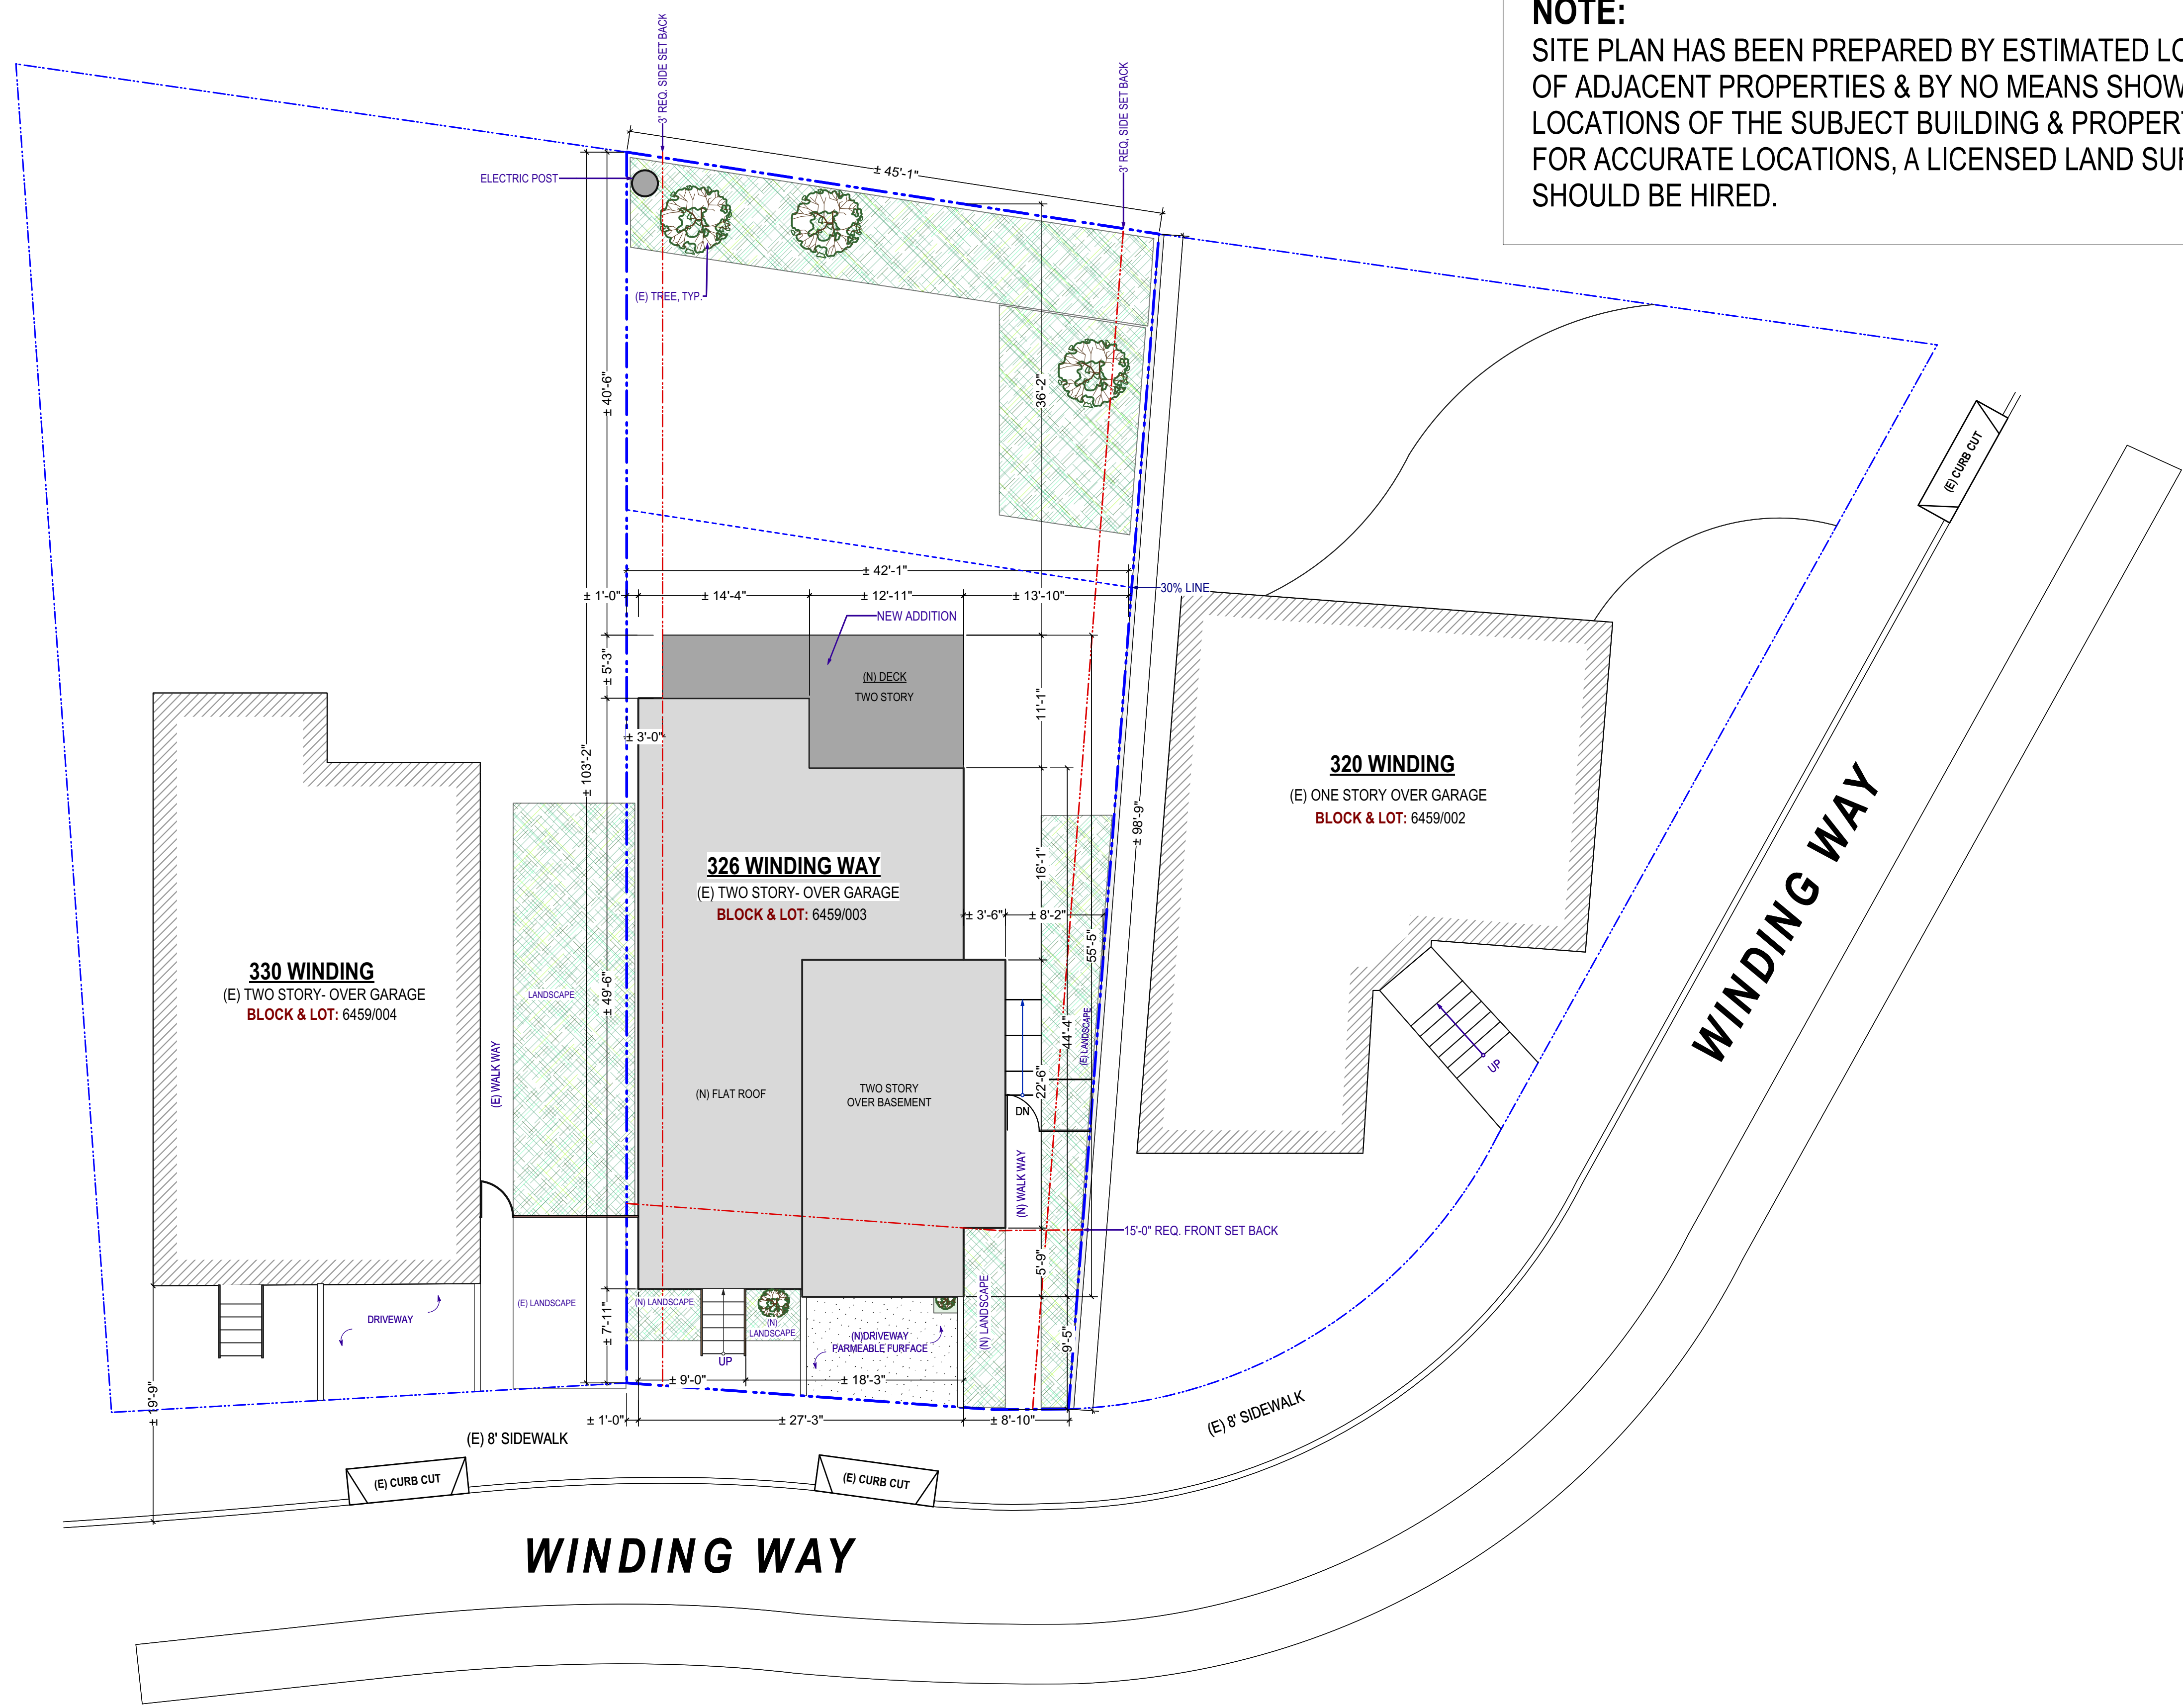 NOTE:
SITE PLAN HAS BEEN PREPARED BY ESTIMATED
OF ADJACENT PROPERTIES & BY NO MEANS
LOCATIONS OF THE SUBJECT BUILDING &
FOR ACCURATE LOCATIONS, A LICENSED LAND
SHOULD BE HIRED.
3' REQ. SIDE SET BACK
3' REQ. SIDE SET BACK
± 45'-1"
ELECTRIC POST
(E) TREE, TYP.
± 40'-6"
36'-2"
(E) CURB CUT
± 42'-1"
30% LINE
± 1'-0"
± 14'-4"
± 12'-11"
± 13'-10"
NEW ADDITION
± 5'-3"
(N) DECK
TWO STORY
11'-1"
± 3'-0"
± 103'-2"
± 98'-9"
320 WINDING
(E) ONE STORY OVER GARAGE
BLOCK & LOT: 6459/002
WINDING WAY
326 WINDING WAY
(E) TWO STORY- OVER GARAGE
BLOCK & LOT: 6459/003
16'-1"
± 3'-6"
± 8'-2"
55'-5"
330 WINDING
(E) TWO STORY- OVER GARAGE
BLOCK & LOT: 6459/004
LANDSCAPE
± 49'-6"
(E) WALK WAY
44'-4"
(E) LANDSCAPE
22'-6"
UP
(N) FLAT ROOF
TWO STORY
OVER BASEMENT
DN
(N) WALK WAY
15'-0" REQ. FRONT SET BACK
5'-9"
(N) LANDSCAPE
(E) LANDSCAPE
(N) LANDSCAPE
DRIVEWAY
± 7'-11"
(N)
LANDSCAPE
(N)DRIVEWAY
PARMEABLE FURFACE
9'-5"
UP
± 9'-0"
± 18'-3"
± 19'-9"
± 1'-0"
± 27'-3"
± 8'-10"
(E) 8' SIDEWALK
(E) 8' SIDEWALK
(E) CURB CUT
(E) CURB CUT
WINDING WAY